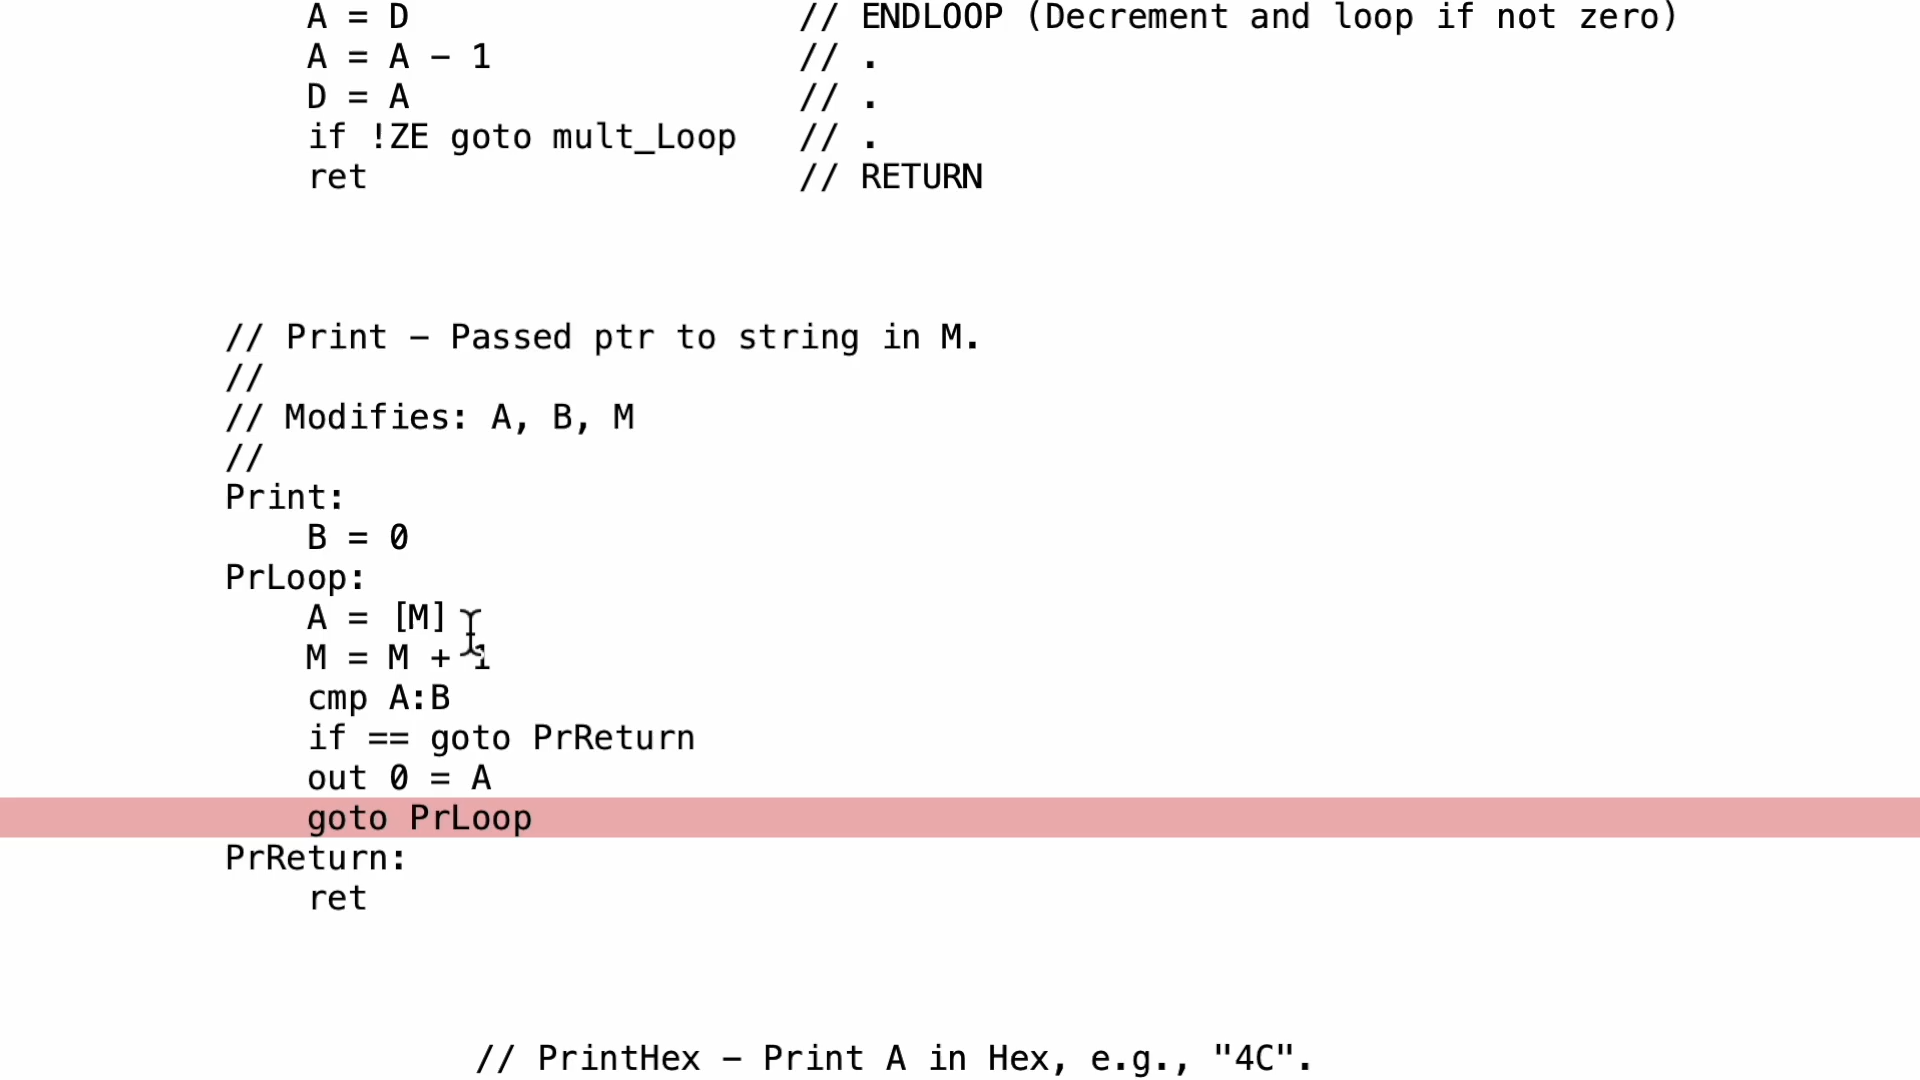 A = D // ENDLOOP (Decrement and loop if not zero)
A = A – 1 // .
D = A // .
if !ZE goto mult_Loop // .
ret // RETURN
// Print – Passed ptr to string in M.
//
// Modifies: A, B, M
//
Print:
B = 0
PrLoop:
A = [M]
M = M + 1
cmp A:B
if == goto PrReturn
out 0 = A
goto PrLoop
PrReturn:
ret
// PrintHex – Print A in Hex, e.g., "4C".